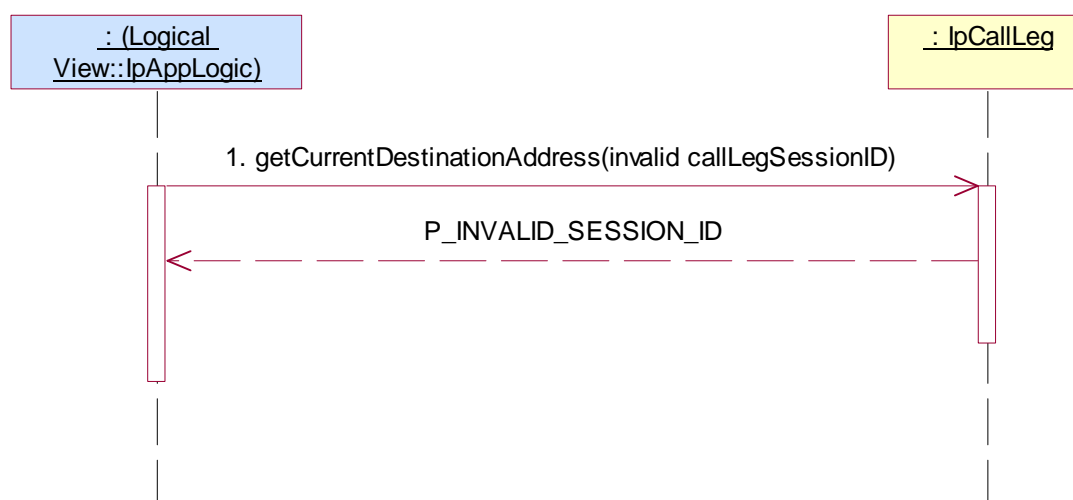 : (Logical
View::IpAppLogic)
: IpCallLeg
1. getCurrentDestinationAddress(invalid callLegSessionID)
P_INVALID_SESSION_ID